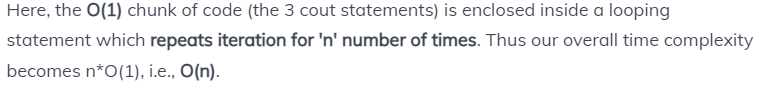 Here, the O(1) chunk of code (the 3 cout statements) is enclosed inside a looping
statement which repeats iteration for 'n' number of times. Thus our overall time complexity
becomes n*O(1), i.e., O(n).